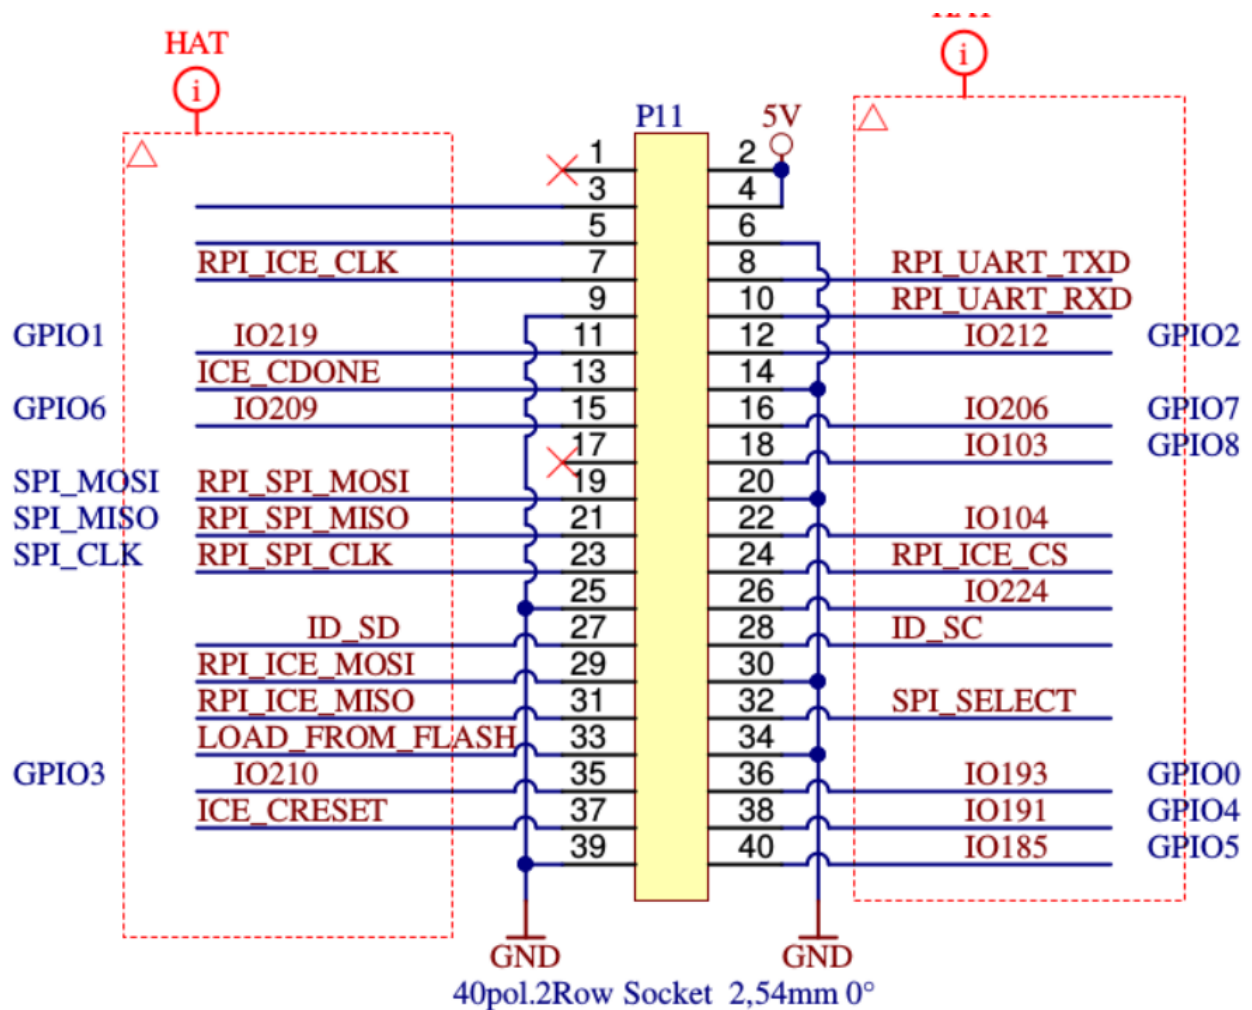 HAT
HAT
i
i
P11
5V
1 2
3 4
5 6
RPI_ICE_CLK 7 8 RPI_UART_TXD
9 10 RPI_UART_RXD
GPIO1 IO219 11 12 IO212 GPIO2
ICE_CDONE 13 14
GPIO6 IO209 15 16 IO206 GPIO7
17 18 IO103 GPIO8
SPI_MOSI RPI_SPI_MOSI 19 20
SPI_MISO RPI_SPI_MISO 21 22 IO104
SPI_CLK RPI_SPI_CLK 23 24 RPI_ICE_CS
25 26 IO224
ID_SD 27 28 ID_SC
RPI_ICE_MOSI 29 30
RPI_ICE_MISO 31 32 SPI_SELECT
LOAD_FROM_FLASH 33 34
GPIO3 IO210 35 36 IO193 GPIO0
ICE_CRESET 37 38 IO191 GPIO4
39 40 IO185 GPIO5
GND GND
40pol.2Row Socket 2,54mm 0°